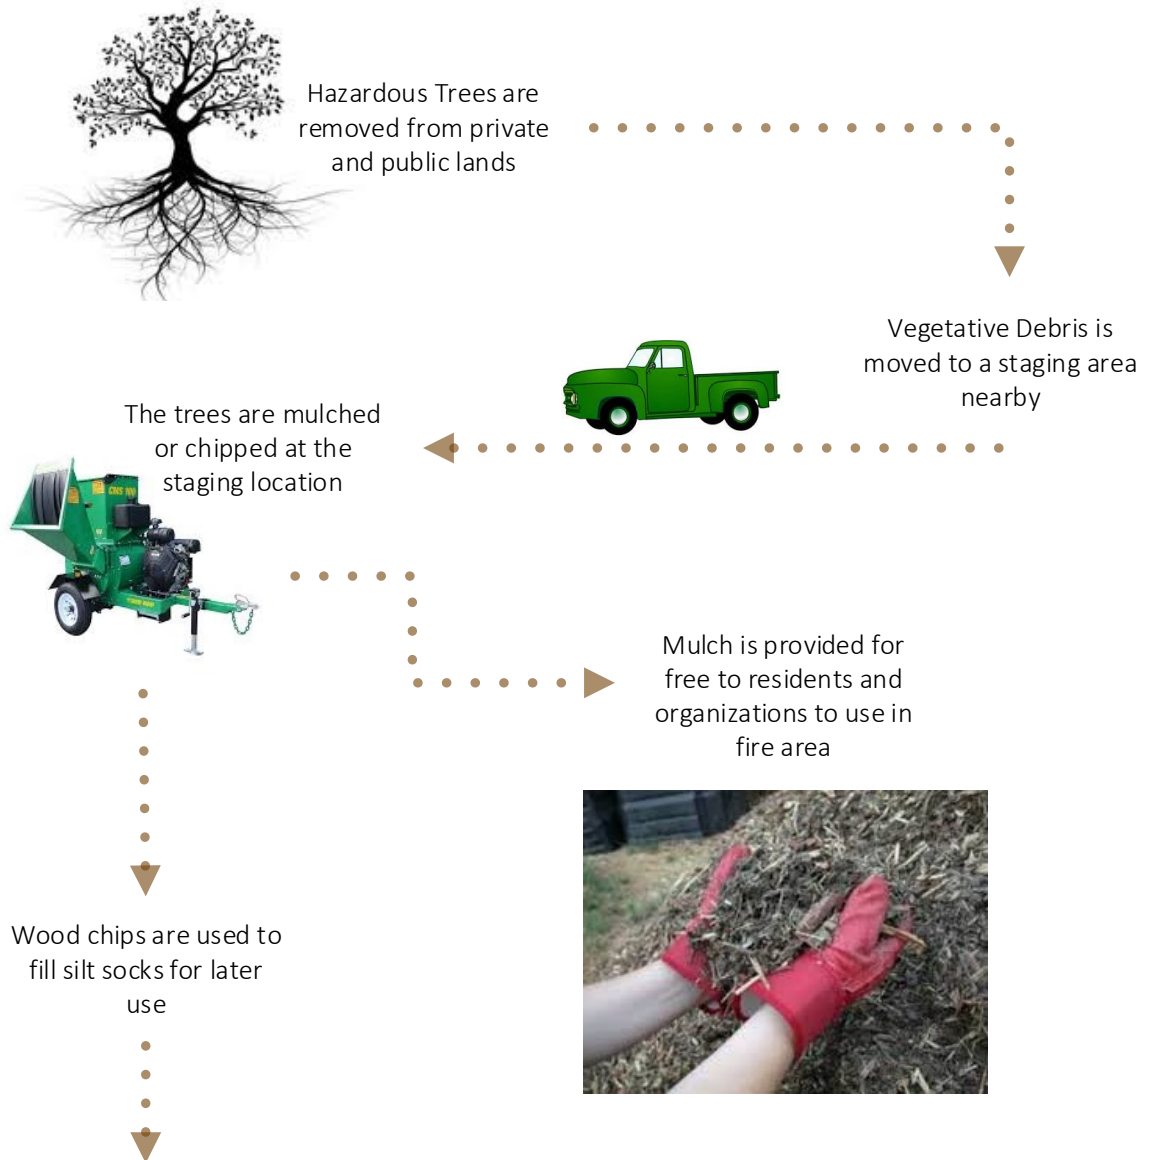 Hazardous Trees are
removed from private
and public lands
Vegetative Debris is
moved to a staging area
nearby
The trees are mulched
or chipped at the
staging location
CMS 100
Mulch is provided for
free to residents and
organizations to use in
fire area
Wood chips are used to
fill silt socks for later
use